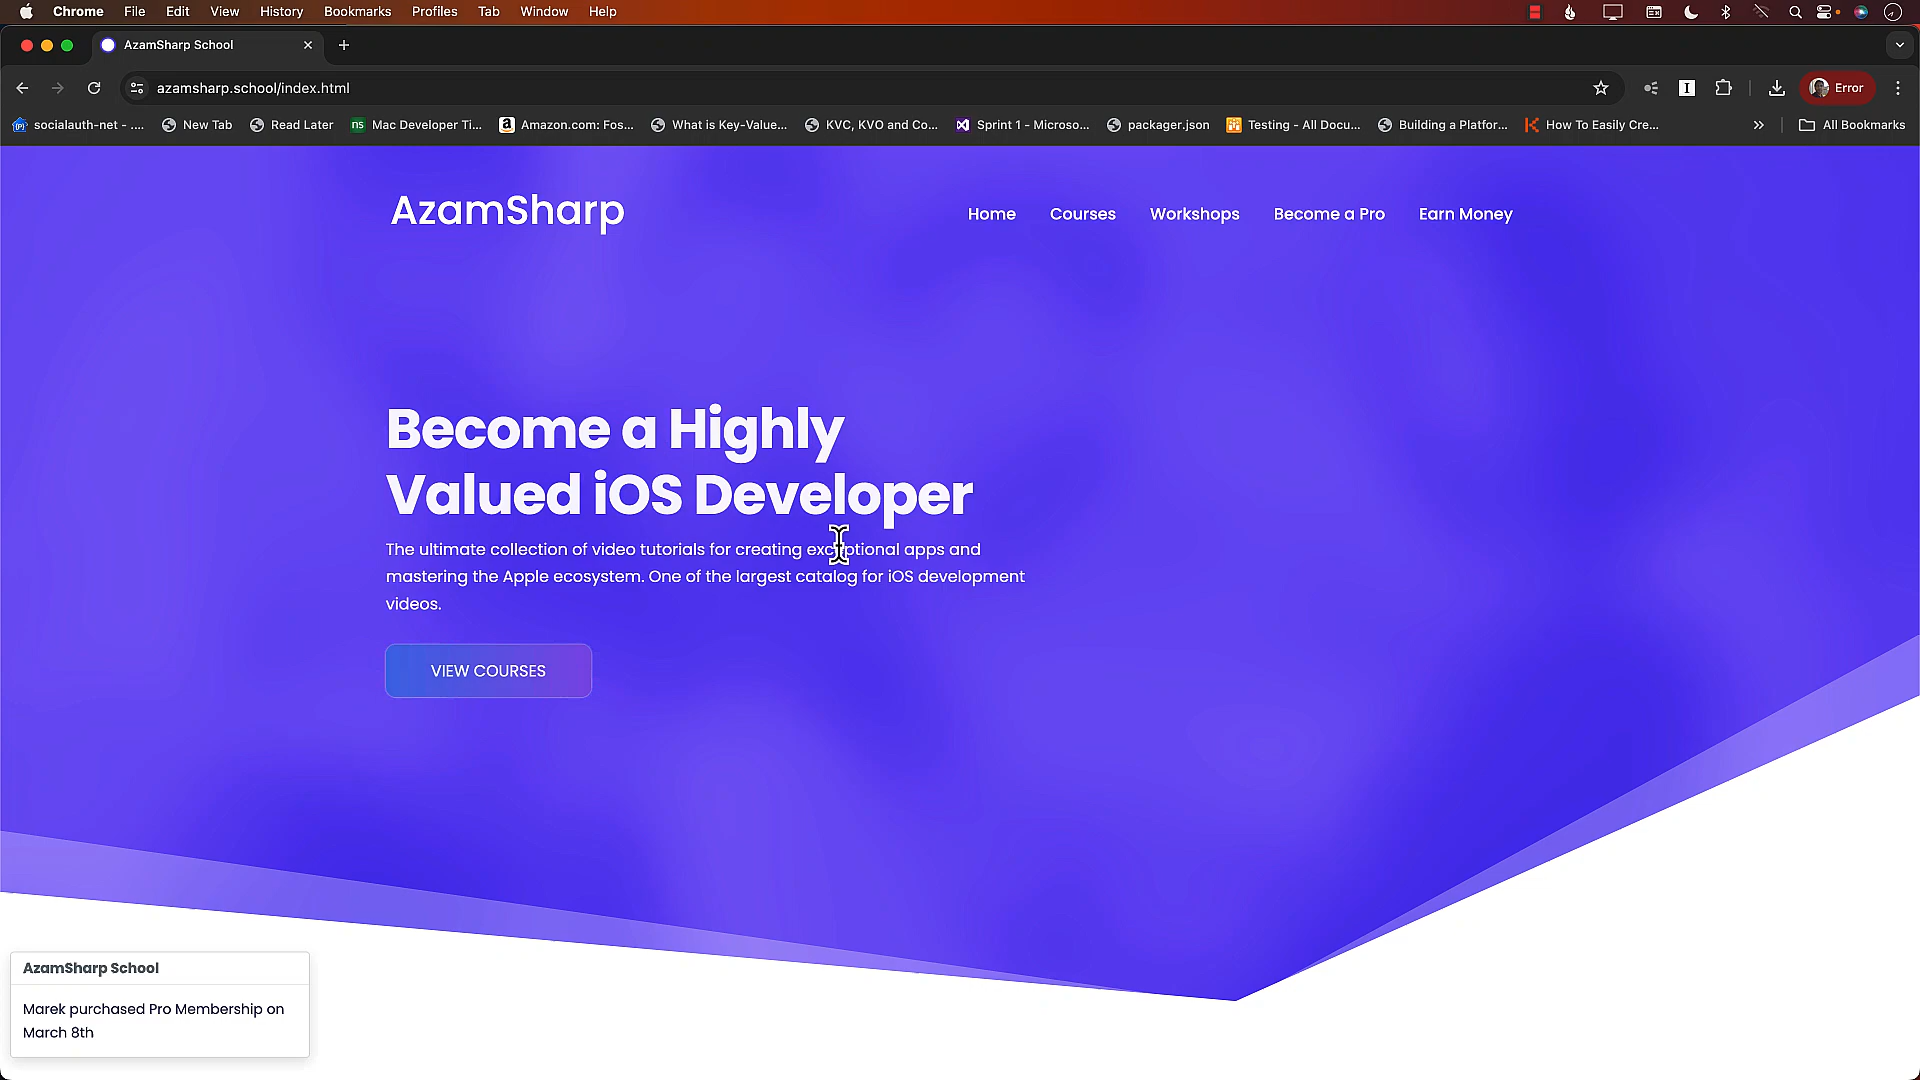 Chrome File Edit View History Bookmarks Profiles Tab Window Help
AzamSharp School
azamsharp.school/index.html
Error
socialauth-net - .... New Tab Read Later Mac Developer Ti... Amazon.com: Fos... What is Key-Value... KVC, KVO and Co... Sprint 1 - Microso... packager.json Testing - All Docu... Building a Platfor... How To Easily Cre... All Bookmarks
AzamSharp
Home Courses Workshops Become a Pro Earn Money
Become a Highly
Valued iOS Developer
The ultimate collection of video tutorials for creating exceptional apps and
mastering the Apple ecosystem. One of the largest catalog for iOS development
videos.
VIEW COURSES
AzamSharp School
Marek purchased Pro Membership on
March 8th